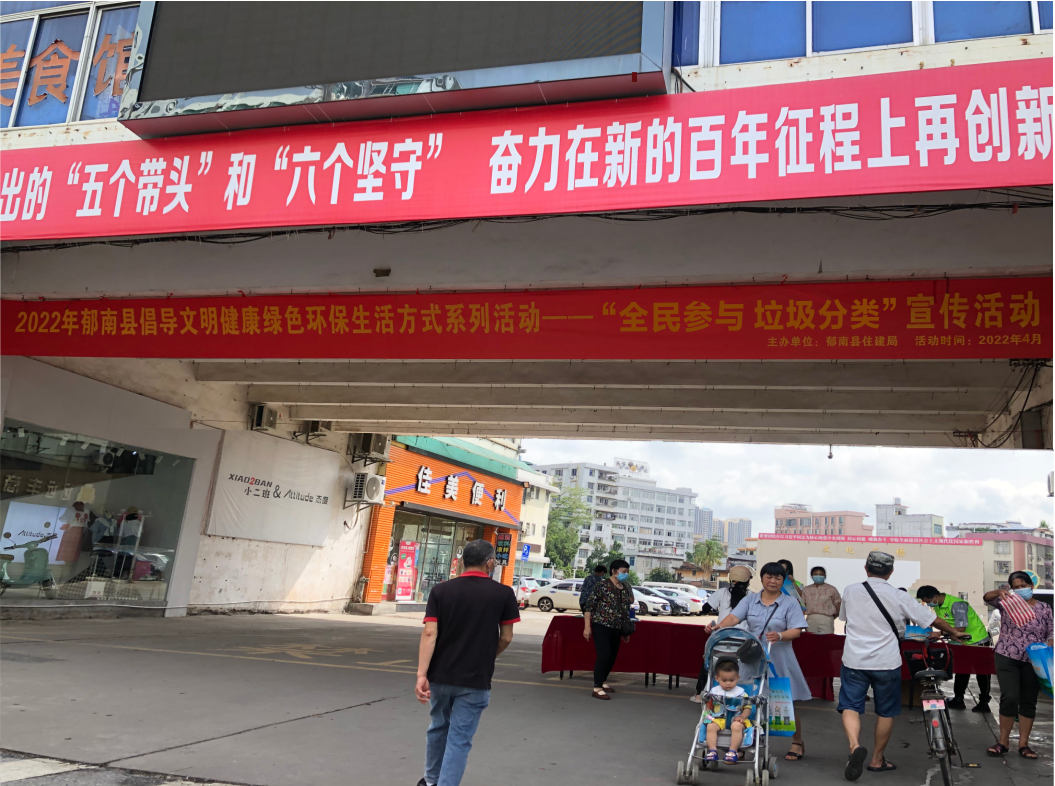 美食馆
出的“五个带头”和“六个坚守” 奋力在新的百年征程上再创新
2022年郁南县倡导文明健康绿色环保生活方式系列活动——“全民参与 垃圾分类”宣传活动
主办单位：郁南县住建局 活动时间：2022年4月
XIAO2BAN
小二班 & Attitude 杰度
Attitude
佳美便利